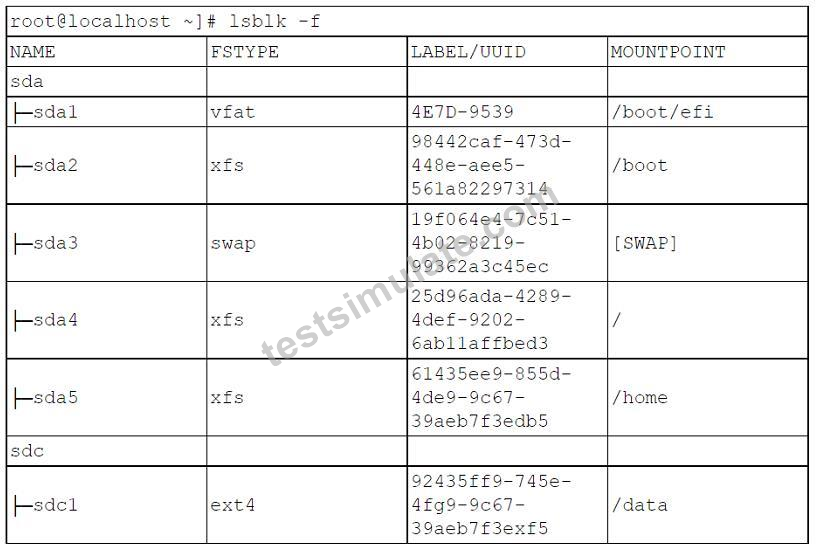 root@localhost ~]# lsblk -f
NAME FSTYPE LABEL/UUID MOUNTPOINT
sda
├─sda1 vfat 4E7D-9539 /boot/efi
98442caf-473d-
├─sda2 xfs 448e-aee5- /boot
561a82297314
19f064e4-7c51-
├─sda3 swap 4b02-8219- [SWAP]
99362a3c45ec
25d96ada-4289-
├─sda4 xfs 4def-9202- /
6ab11affbed3
61435ee9-855d-
├─sda5 xfs 4de9-9c67- /home
39aeb7f3edb5
sdc
92435ff9-745e-
├─sdc1 ext4 4fg9-9c67- /data
39aeb7f3exf5
testsimulate.com